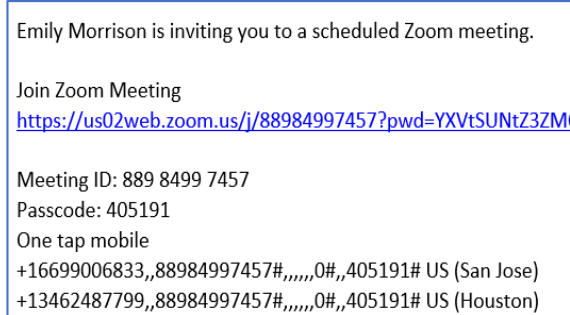 Emily Morrison is inviting you to a scheduled Zoom meeting.
Join Zoom Meeting
https://us02web.zoom.us/j/88984997457?pwd=YXVtSUNtZ3ZM
Meeting ID: 889 8499 7457
Passcode: 405191
One tap mobile
+16699006833,,88984997457#,,,,,,0#,,405191# US (San Jose)
+13462487799,,88984997457#,,,,,,0#,,405191# US (Houston)